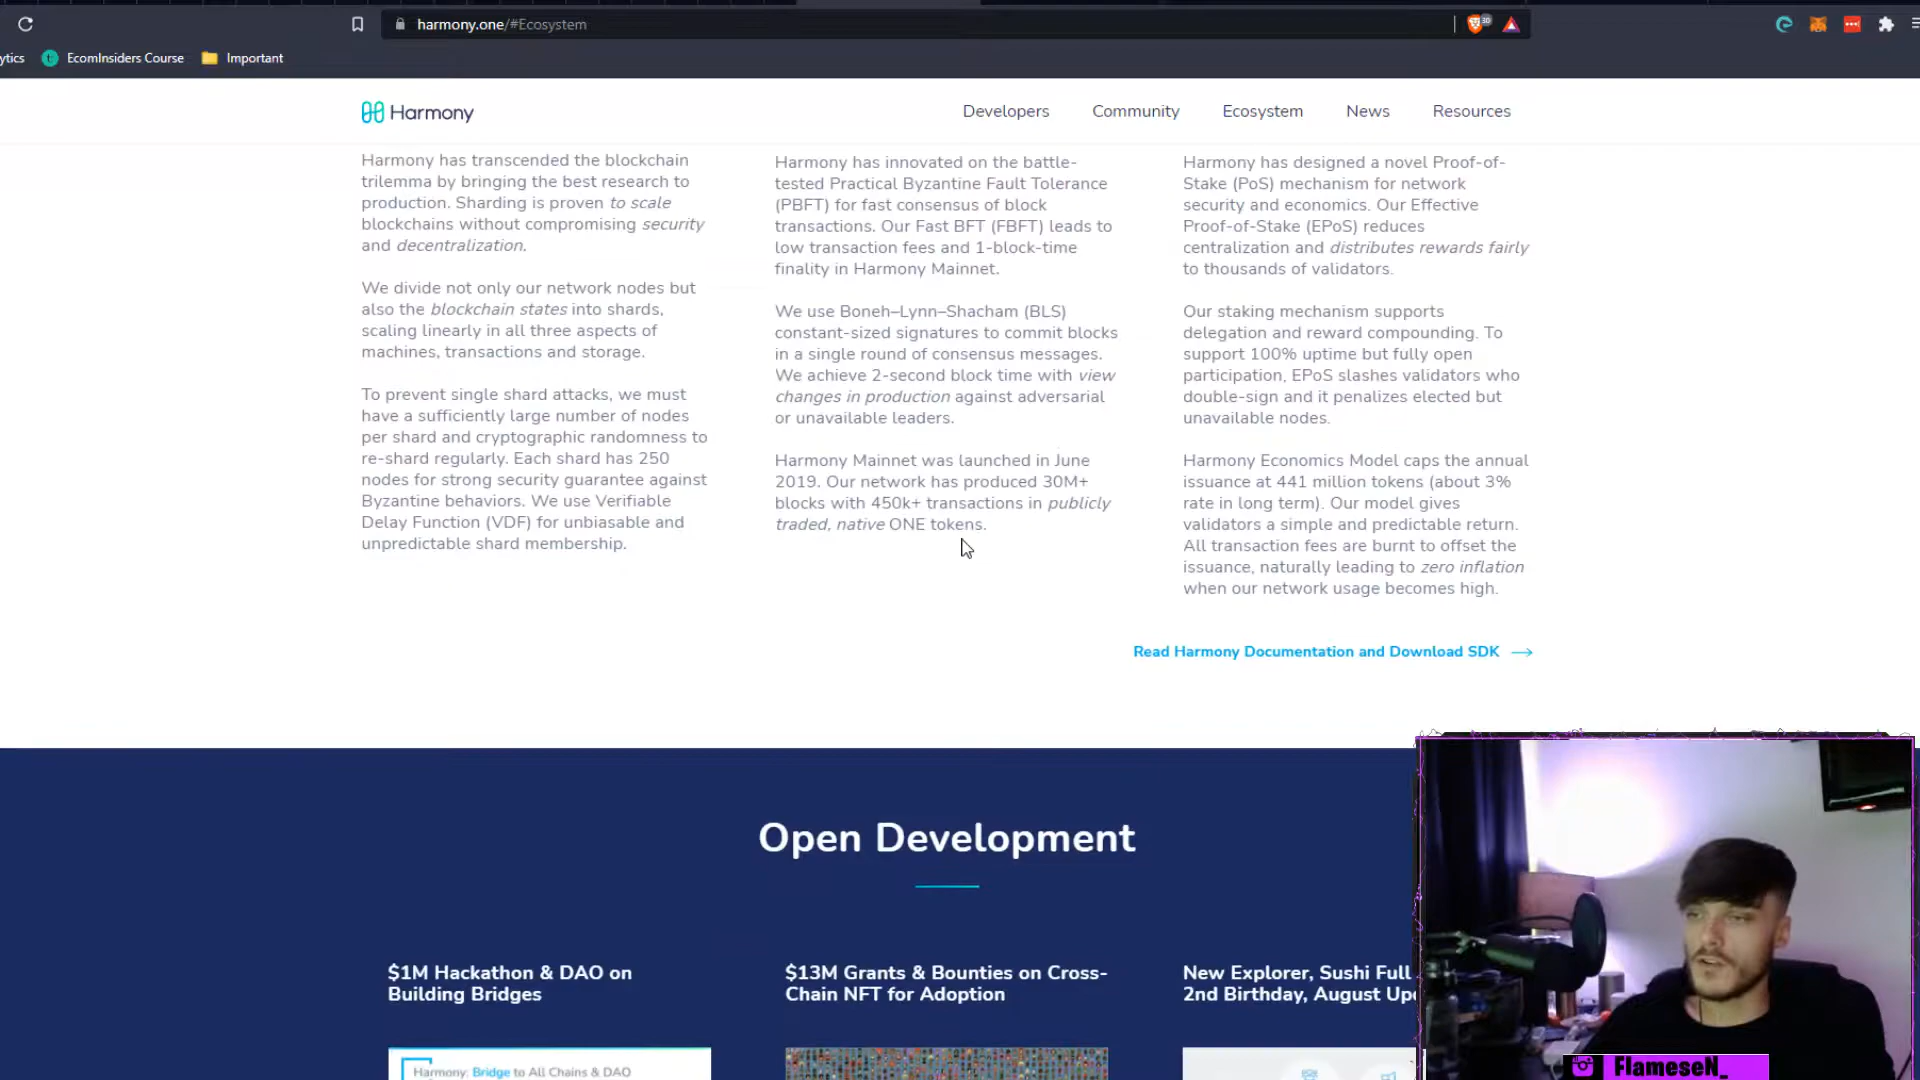 harmony.one/#Ecosystem
30
ytics
EcomInsiders Course
Important
Harmony
Developers
Community
Ecosystem
News
Resources
Harmony has transcended the blockchain
trilemma by bringing the best research to
production. Sharding is proven to scale
blockchains without compromising security
and decentralization.
We divide not only our network nodes but
also the blockchain states into shards,
scaling linearly in all three aspects of
machines, transactions and storage.
To prevent single shard attacks, we must
have a sufficiently large number of nodes
per shard and cryptographic randomness to
re-shard regularly. Each shard has 250
nodes for strong security guarantee against
Byzantine behaviors. We use Verifiable
Delay Function (VDF) for unbiasable and
unpredictable shard membership.
Harmony has innovated on the battle-
tested Practical Byzantine Fault Tolerance
(PBFT) for fast consensus of block
transactions. Our Fast BFT (FBFT) leads to
low transaction fees and 1-block-time
finality in Harmony Mainnet.
We use Boneh–Lynn–Shacham (BLS)
constant-sized signatures to commit blocks
in a single round of consensus messages.
We achieve 2-second block time with view
changes in production against adversarial
or unavailable leaders.
Harmony Mainnet was launched in June
2019. Our network has produced 30M+
blocks with 450k+ transactions in publicly
traded, native ONE tokens.
Harmony has designed a novel Proof-of-
Stake (PoS) mechanism for network
security and economics. Our Effective
Proof-of-Stake (EPoS) reduces
centralization and distributes rewards fairly
to thousands of validators.
Our staking mechanism supports
delegation and reward compounding. To
support 100% uptime but fully open
participation, EPoS slashes validators who
double-sign and it penalizes elected but
unavailable nodes.
Harmony Economics Model caps the annual
issuance at 441 million tokens (about 3%
rate in long term). Our model gives
validators a simple and predictable return.
All transaction fees are burnt to offset the
issuance, naturally leading to zero inflation
when our network usage becomes high.
Read Harmony Documentation and Download SDK
Open Development
$1M Hackathon & DAO on
Building Bridges
$13M Grants & Bounties on Cross-
Chain NFT for Adoption
New Explorer, Sushi Full
2nd Birthday, August Up
Harmony: Bridge to All Chains & DAO
FlameseN_